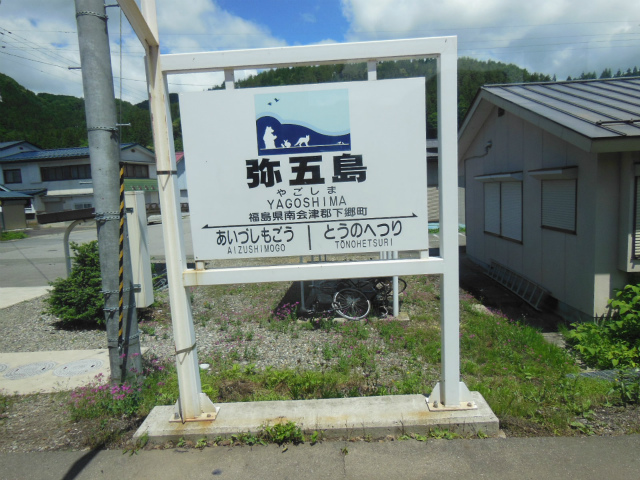 弥五島
やごしま
YAGOSHIMA
福島県南会津郡下郷町
あいづしもごう とうのへつり
AIZUSHIMOGO TŌNOHETSURI